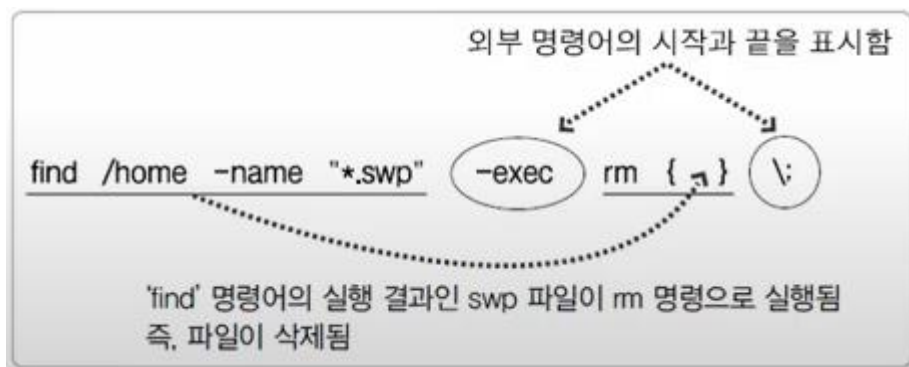 외부 명령어의 시작과 끝을 표시함
find /home -name "*.swp" -exec rm { } \;
'find' 명령어의 실행 결과인 swp 파일이 rm 명령으로 실행됨
즉, 파일이 삭제됨